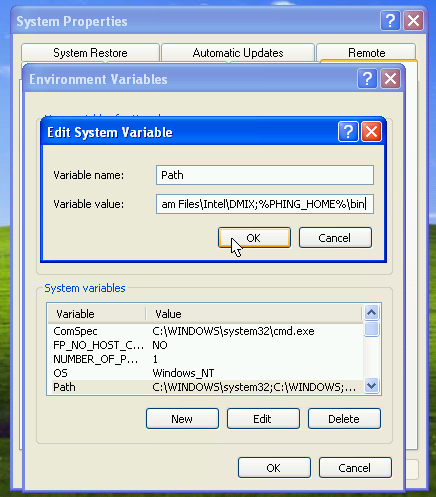 System Properties
System Restore Automatic Updates Remote
Environment Variables
Edit System Variable
Variable name: Path
Variable value: am Files\Intel\DMIX;%PHING_HOME%\bin
OK Cancel
System variables
Variable Value
ComSpec C:\WINDOWS\system32\cmd.exe
FP_NO_HOST_C... NO
NUMBER_OF_P... 1
OS Windows_NT
Path C:\WINDOWS\system32;C:\WINDOWS;...
New Edit Delete
OK Cancel